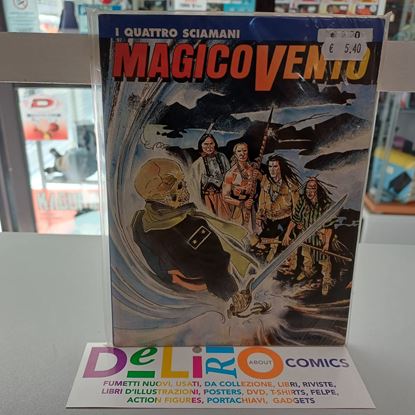 I QUATTRO SCIAMANI
€ 5,40
MAGICO VENTO
DELIRIO
ABOUT
COMICS
FUMETTI NUOVI, USATI, DA COLLEZIONE, LIBRI, RIVISTE,
LIBRI D'ILLUSTRAZIONI, POSTERS, DVD, T-SHIRTS, FELPE,
ACTION FIGURES, PORTACHIAVI, GADGETS